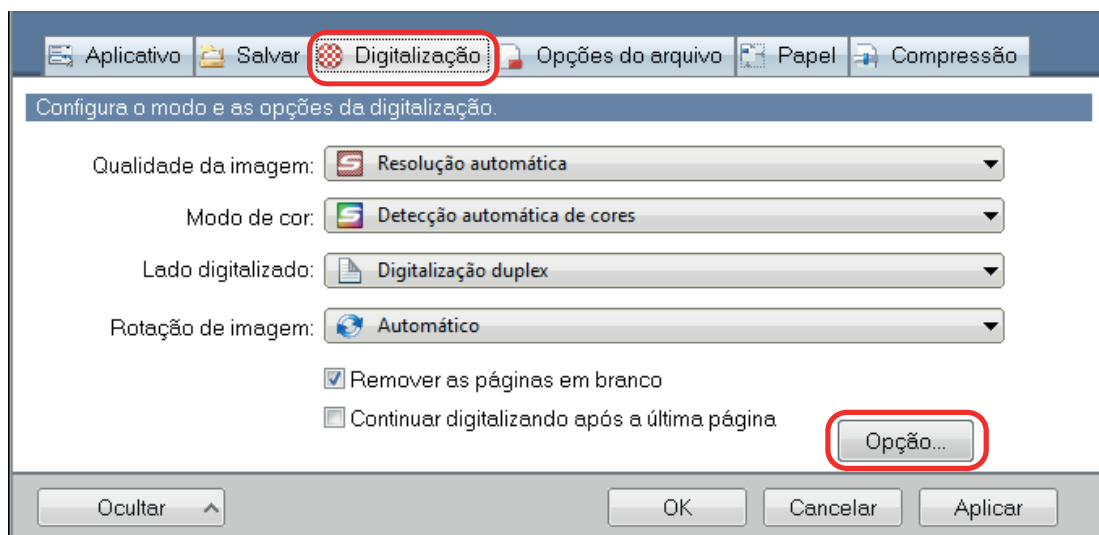 Aplicativo Salvar Digitalização Opções do arquivo Papel Compressão
Configura o modo e as opções da digitalização.
Qualidade da imagem: Resolução automática
Modo de cor: Detecção automática de cores
Lado digitalizado: Digitalização duplex
Rotação de imagem: Automático
Remover as páginas em branco
Continuar digitalizando após a última página
Opção...
Ocultar OK Cancelar Aplicar